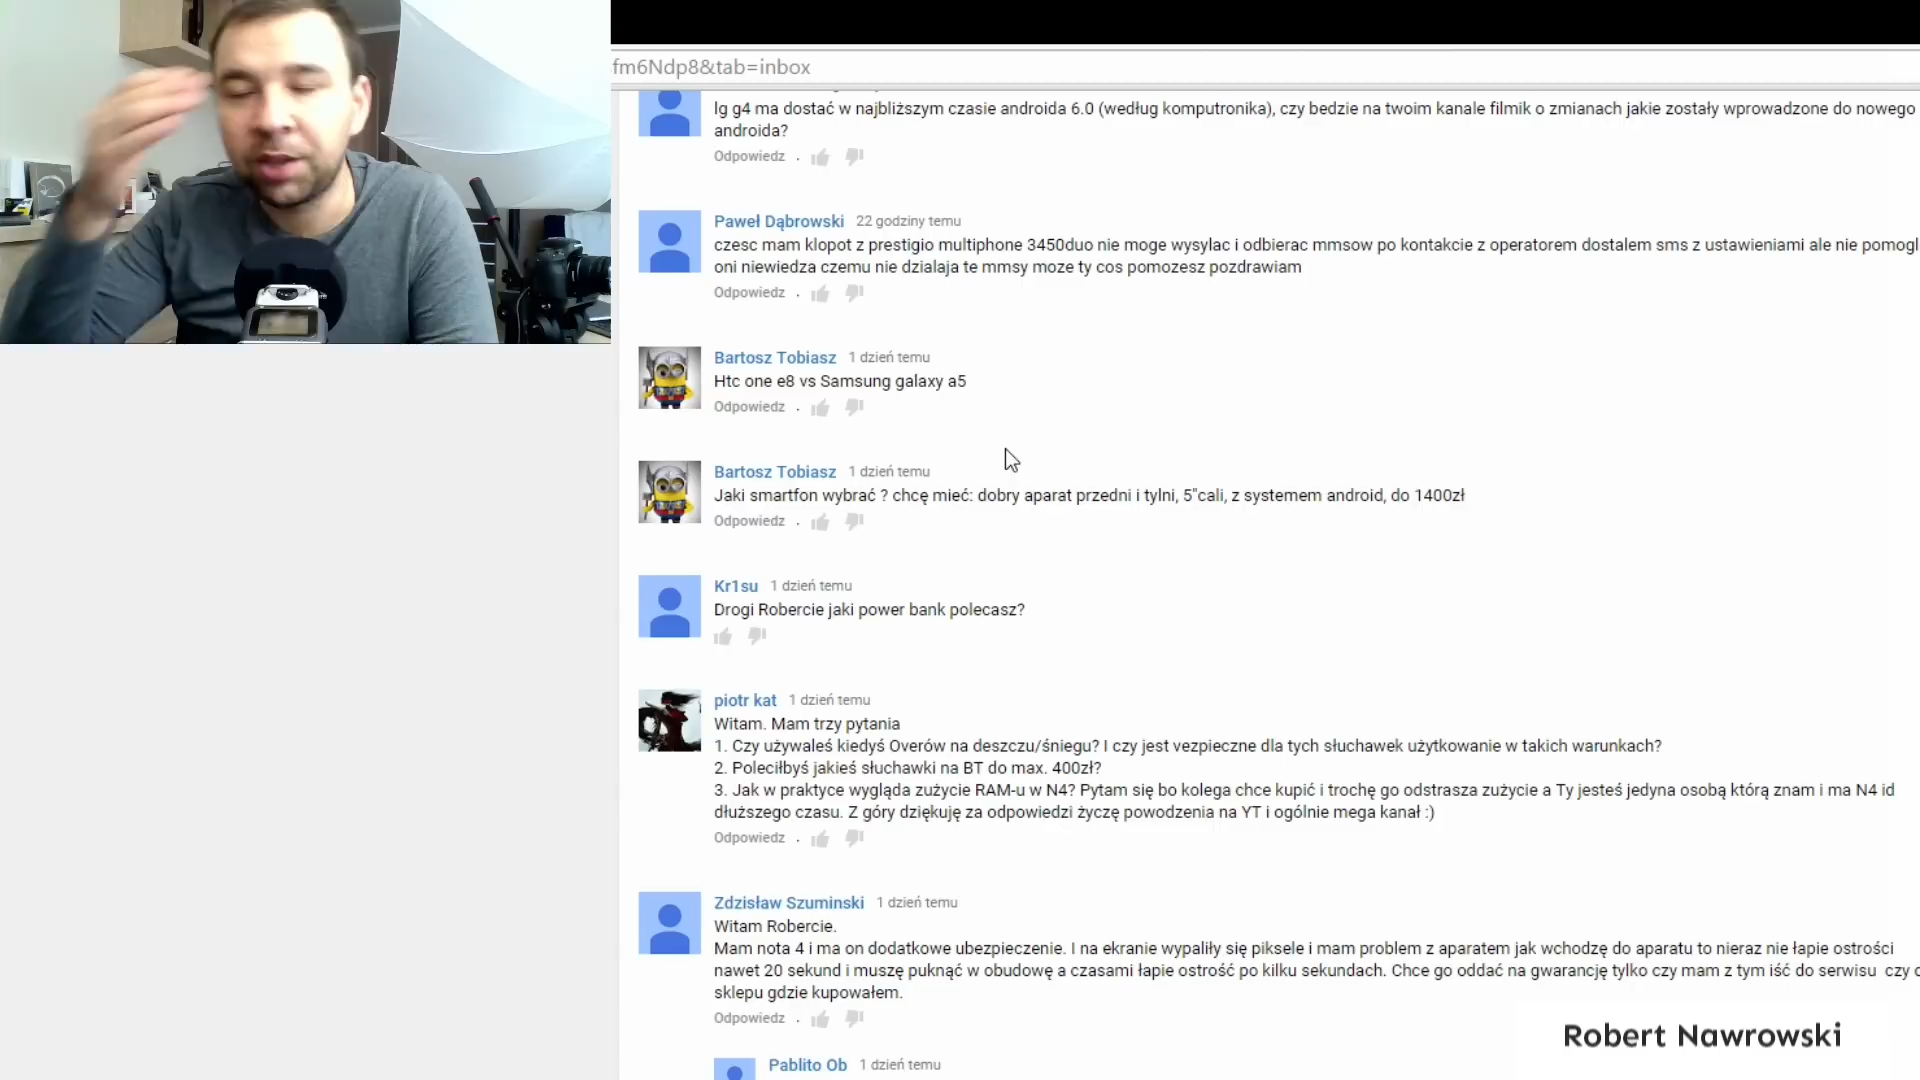 fm6Ndp8&tab=inbox
lg g4 ma dostać w najbliższym czasie androida 6.0 (według komputronika), czy bedzie na twoim kanale filmik o zmianach jakie zostały wprowadzone do nowego
androida?
Odpowiedz .
Paweł Dąbrowski 22 godziny temu
czesc mam klopot z prestigio multiphone 3450duo nie moge wysylac i odbierac mmsow po kontakcie z operatorem dostalem sms z ustawieniami ale nie pomogl
oni niewiedza czemu nie dzialaja te mmsy moze ty cos pomozesz pozdrawiam
Odpowiedz .
Bartosz Tobiasz 1 dzień temu
Htc one e8 vs Samsung galaxy a5
Odpowiedz .
Bartosz Tobiasz 1 dzień temu
Jaki smartfon wybrać ? chcę mieć: dobry aparat przedni i tylni, 5"cali, z systemem android, do 1400zł
Odpowiedz .
Kr1su 1 dzień temu
Drogi Robercie jaki power bank polecasz?
piotr kat 1 dzień temu
Witam. Mam trzy pytania
1. Czy używaleś kiedyś Overów na deszczu/śniegu? I czy jest vezpieczne dla tych słuchawek użytkowanie w takich warunkach?
2. Poleciłbyś jakieś słuchawki na BT do max. 400zł?
3. Jak w praktyce wygląda zużycie RAM-u w N4? Pytam się bo kolega chce kupić i trochę go odstrasza zużycie a Ty jesteś jedyna osobą którą znam i ma N4 id
dłuższego czasu. Z góry dziękuję za odpowiedzi życzę powodzenia na YT i ogólnie mega kanał :)
Odpowiedz .
Zdzisław Szuminski 1 dzień temu
Witam Robercie.
Mam nota 4 i ma on dodatkowe ubezpieczenie. I na ekranie wypaliły się piksele i mam problem z aparatem jak wchodzę do aparatu to nieraz nie łapie ostrości
nawet 20 sekund i muszę puknąć w obudowę a czasami łapie ostrość po kilku sekundach. Chce go oddać na gwarancję tylko czy mam z tym iść do serwisu czy
sklepu gdzie kupowałem.
Odpowiedz .
Robert Nawrowski
Pablito Ob 1 dzień temu